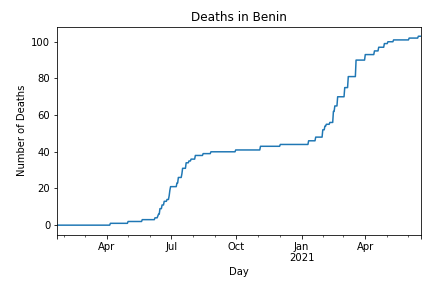 Deaths in Benin
Number of Deaths
100
80
60
40
20
0
Apr
Jul
Oct
Jan
2021
Apr
Day